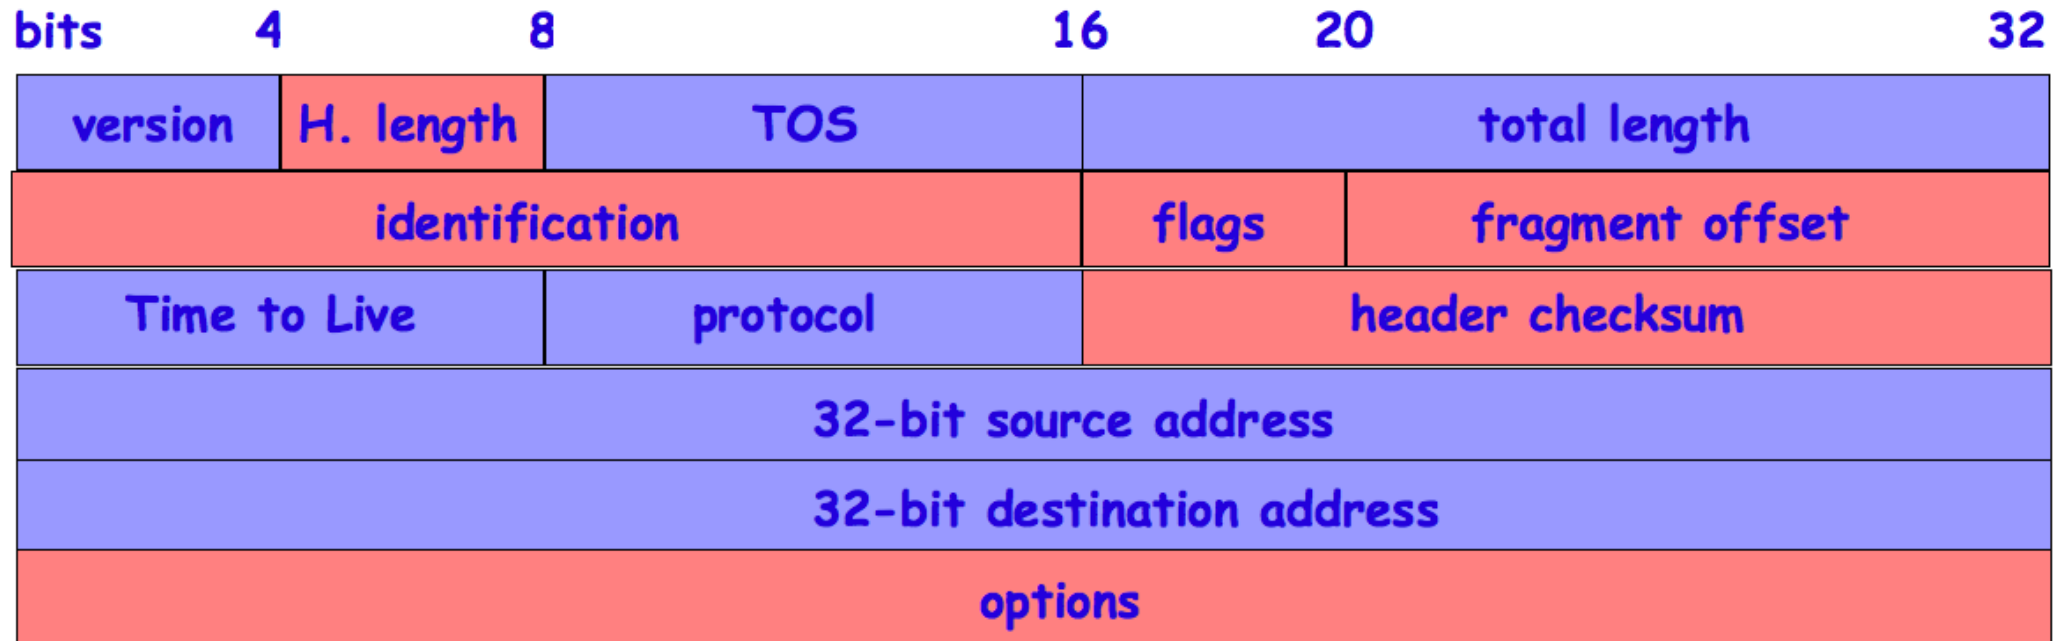 bits 4 8 16 20 32
version H. length TOS total length
identification flags fragment offset
Time to Live protocol header checksum
32-bit source address
32-bit destination address
options